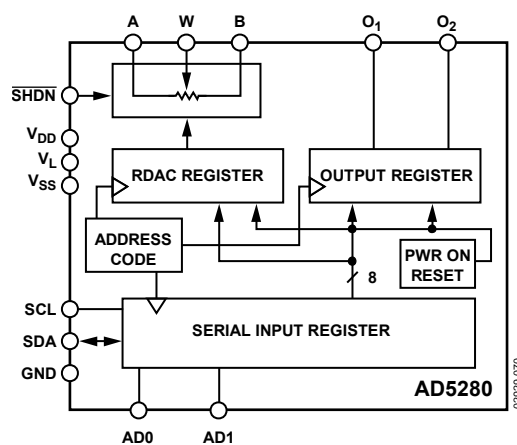 A W B O1 O2
SHDN
VDD
VL
VSS
RDAC REGISTER
OUTPUT REGISTER
ADDRESS
CODE
PWR ON
RESET
8
SCL
SDA
GND
SERIAL INPUT REGISTER
AD5280
AD0 AD1